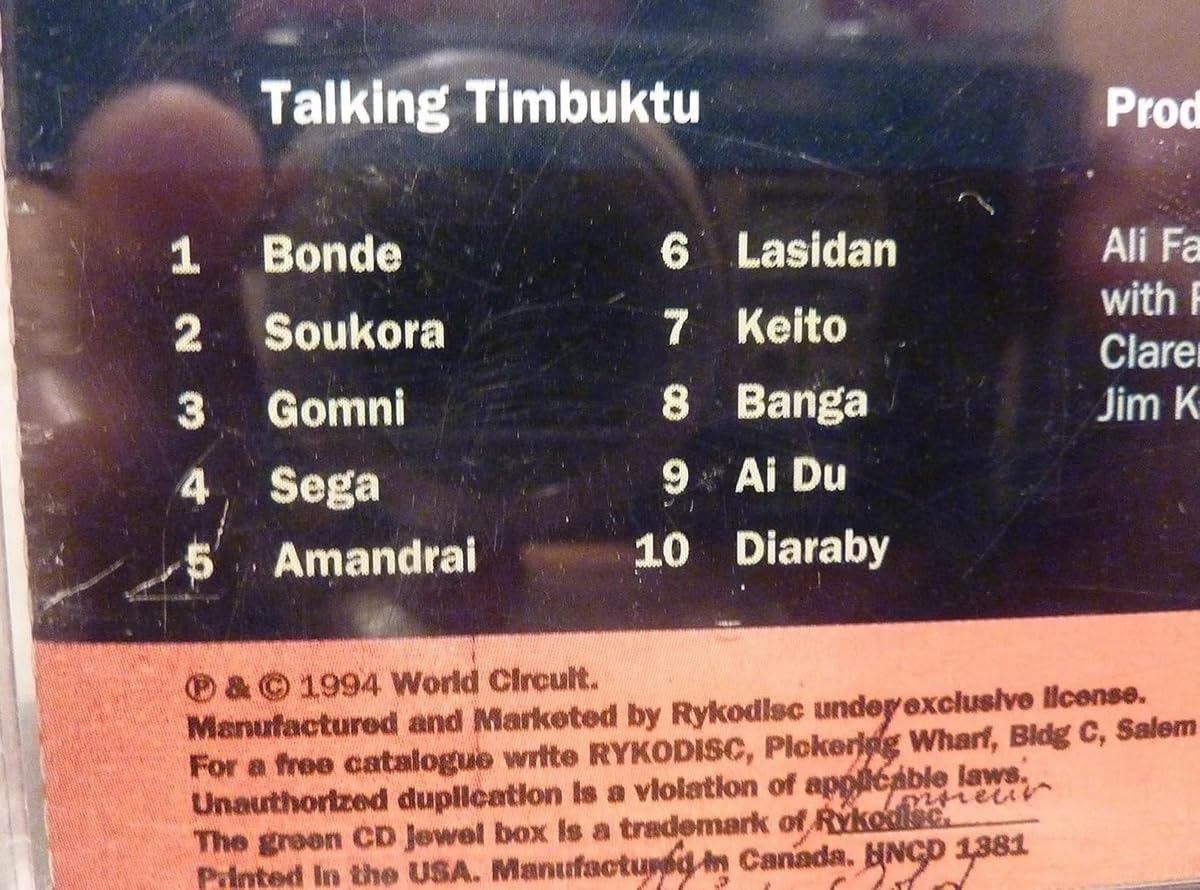 Talking Timbuktu
1 Bonde
2 Soukora
3 Gomni
4 Sega
5 Amandrai
6 Lasidan
7 Keito
8 Banga
9 Ai Du
10 Diaraby
Prod
Ali Fa
with
Clare
Jim K
℗ & © 1994 World Circuit.
Manufactured and Marketed by Rykodisc under exclusive license.
For a free catalogue write RYKODISC, Pickering Wharf, Bldg C, Salem
Unauthorized duplication is a violation of applicable laws.
The green CD jewel box is a trademark of Rykodisc.
Printed in the USA. Manufactured in Canada. HNCD 1381